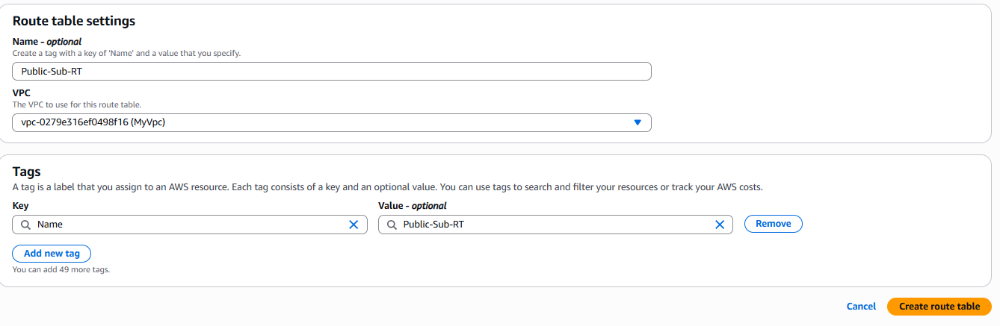 Route table settings
Name - optional
Create a tag with a key of 'Name' and a value that you specify.
Public-Sub-RT
VPC
The VPC to use for this route table.
vpc-0279e316ef0498f16 (MyVpc)
Tags
A tag is a label that you assign to an AWS resource. Each tag consists of a key and an optional value. You can use tags to search and filter your resources or track your AWS costs.
Key
Value - optional
Name
Public-Sub-RT
Remove
Add new tag
You can add 49 more tags.
Cancel
Create route table